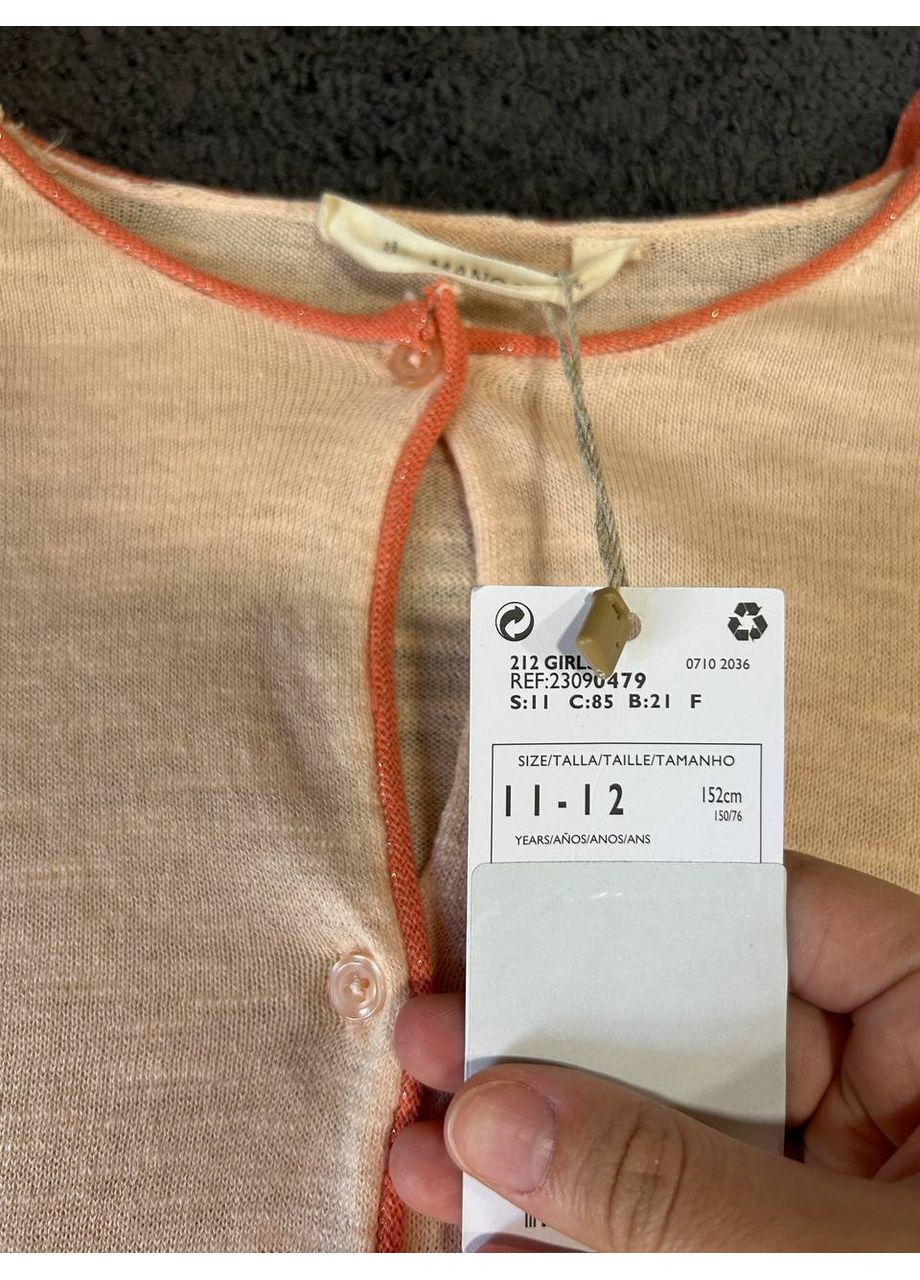 MANG
212 GIRLS
0710 2036
REF:23090479
S:11 C:85 B:21 F
SIZE/TALLA/TAILLE/TAMANHO
11-12
152cm
150/76
YEARS/AÑOS/ANOS/ANS